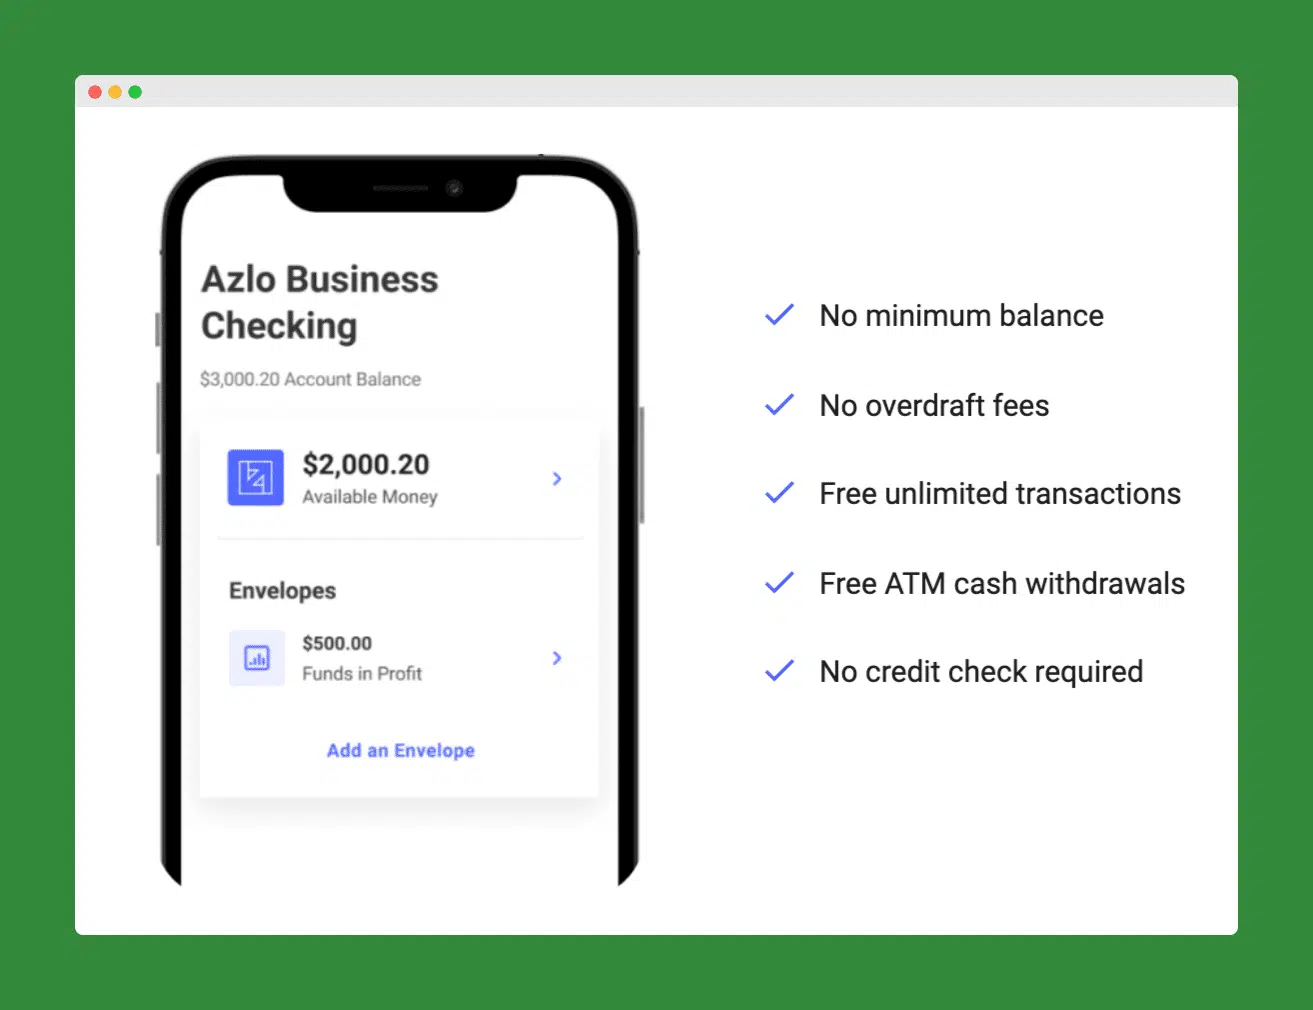 Azlo Business
Checking
$3,000.20 Account Balance
$2,000.20
Available Money
Envelopes
$500.00
Funds in Profit
Add an Envelope
No minimum balance
No overdraft fees
Free unlimited transactions
Free ATM cash withdrawals
No credit check required